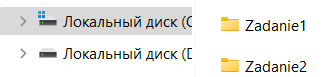 Локальный диск (C
Локальный диск (D
Zadanie1
Zadanie2